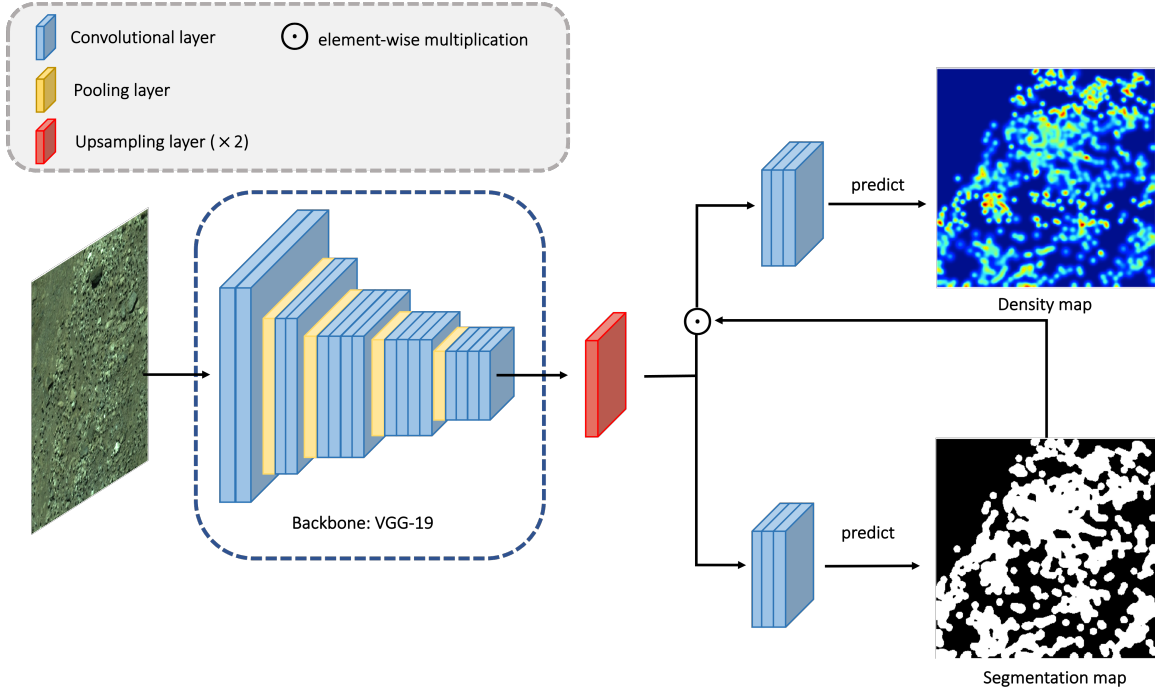 Convolutional layer
element-wise multiplication
Pooling layer
Upsampling layer (×2)
predict
Density map
Backbone: VGG-19
predict
Segmentation map